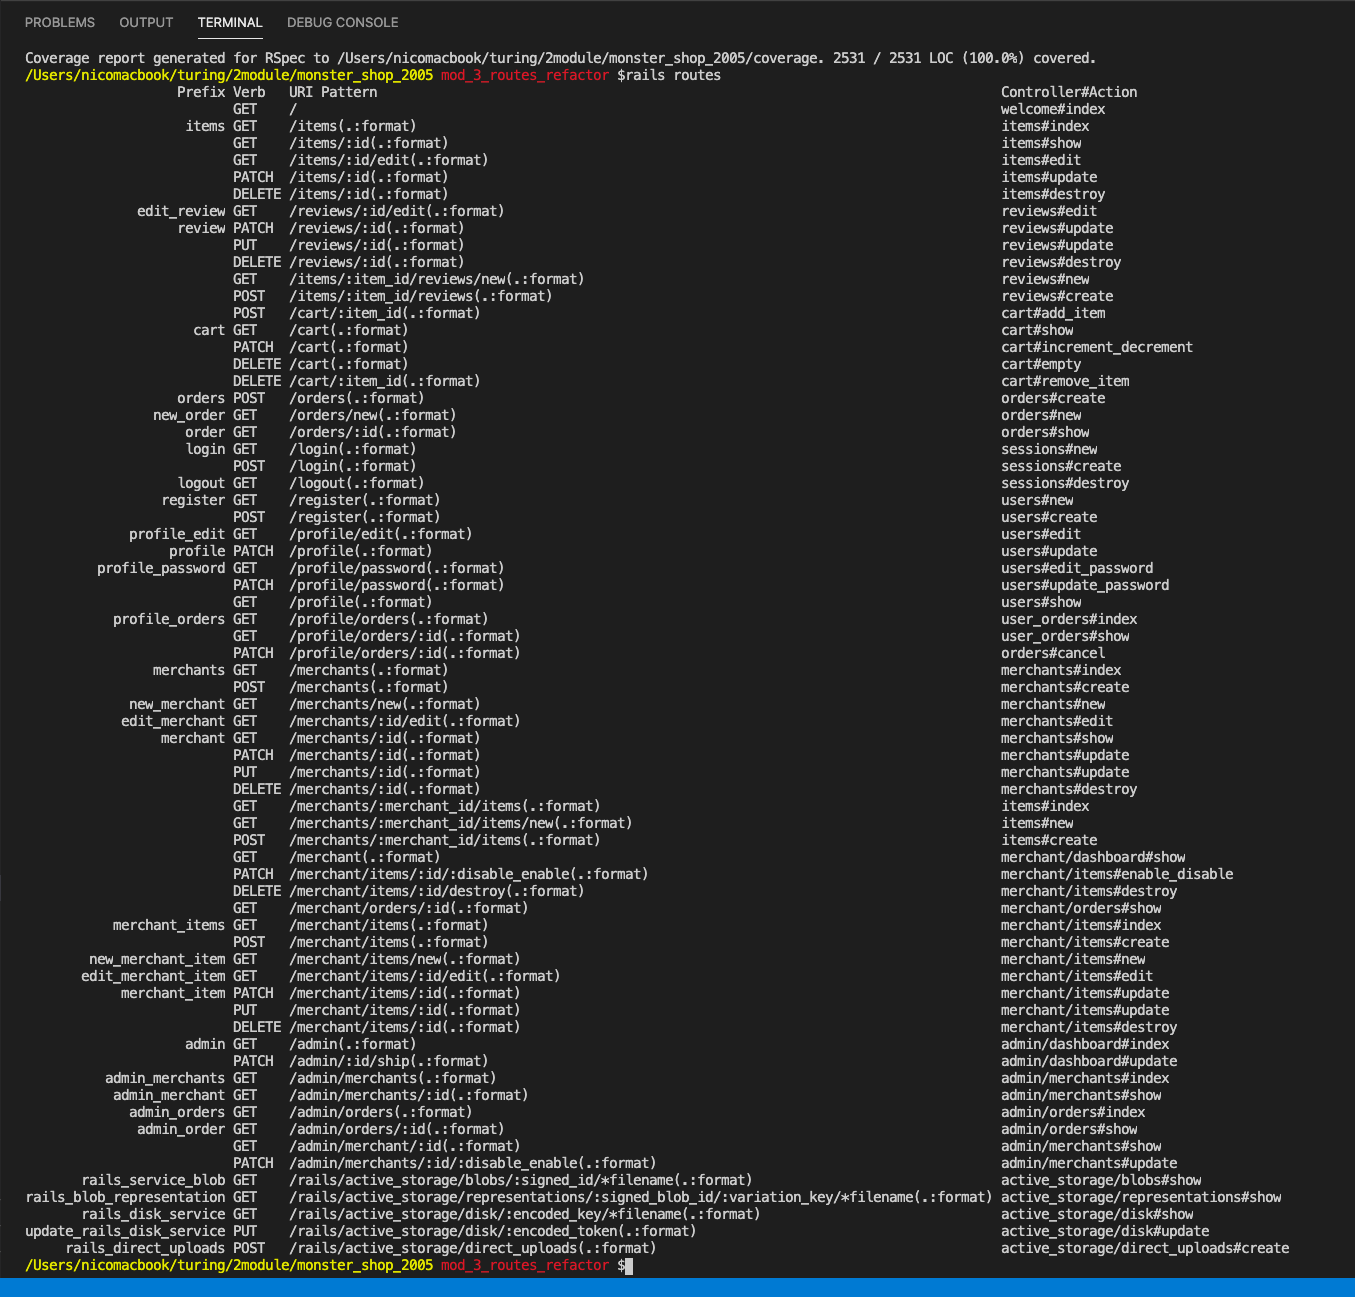 PROBLEMS OUTPUT TERMINAL DEBUG CONSOLE
Coverage report generated for RSpec to /Users/nicomacbook/turing/2module/monster_shop_2005/coverage. 2531 / 2531 LOC (100.0%) covered.
/Users/nicomacbook/turing/2module/monster_shop_2005 mod_3_routes_refactor $rails routes
Prefix Verb URI Pattern Controller#Action
GET / welcome#index
items GET /items(.:format) items#index
GET /items/:id(.:format) items#show
GET /items/:id/edit(.:format) items#edit
PATCH /items/:id(.:format) items#update
DELETE /items/:id(.:format) items#destroy
edit_review GET /reviews/:id/edit(.:format) reviews#edit
review PATCH /reviews/:id(.:format) reviews#update
PUT /reviews/:id(.:format) reviews#update
DELETE /reviews/:id(.:format) reviews#destroy
GET /items/:item_id/reviews/new(.:format) reviews#new
POST /items/:item_id/reviews(.:format) reviews#create
POST /cart/:item_id(.:format) cart#add_item
cart GET /cart(.:format) cart#show
PATCH /cart(.:format) cart#increment_decrement
DELETE /cart(.:format) cart#empty
DELETE /cart/:item_id(.:format) cart#remove_item
orders POST /orders(.:format) orders#create
new_order GET /orders/new(.:format) orders#new
order GET /orders/:id(.:format) orders#show
login GET /login(.:format) sessions#new
POST /login(.:format) sessions#create
logout GET /logout(.:format) sessions#destroy
register GET /register(.:format) users#new
POST /register(.:format) users#create
profile_edit GET /profile/edit(.:format) users#edit
profile PATCH /profile(.:format) users#update
profile_password GET /profile/password(.:format) users#edit_password
PATCH /profile/password(.:format) users#update_password
GET /profile(.:format) users#show
profile_orders GET /profile/orders(.:format) user_orders#index
GET /profile/orders/:id(.:format) user_orders#show
PATCH /profile/orders/:id(.:format) orders#cancel
merchants GET /merchants(.:format) merchants#index
POST /merchants(.:format) merchants#create
new_merchant GET /merchants/new(.:format) merchants#new
edit_merchant GET /merchants/:id/edit(.:format) merchants#edit
merchant GET /merchants/:id(.:format) merchants#show
PATCH /merchants/:id(.:format) merchants#update
PUT /merchants/:id(.:format) merchants#update
DELETE /merchants/:id(.:format) merchants#destroy
GET /merchants/:merchant_id/items(.:format) items#index
GET /merchants/:merchant_id/items/new(.:format) items#new
POST /merchants/:merchant_id/items(.:format) items#create
GET /merchant(.:format) merchant/dashboard#show
PATCH /merchant/items/:id/:disable_enable(.:format) merchant/items#enable_disable
DELETE /merchant/items/:id/destroy(.:format) merchant/items#destroy
GET /merchant/orders/:id(.:format) merchant/orders#show
merchant_items GET /merchant/items(.:format) merchant/items#index
POST /merchant/items(.:format) merchant/items#create
new_merchant_item GET /merchant/items/new(.:format) merchant/items#new
edit_merchant_item GET /merchant/items/:id/edit(.:format) merchant/items#edit
merchant_item PATCH /merchant/items/:id(.:format) merchant/items#update
PUT /merchant/items/:id(.:format) merchant/items#update
DELETE /merchant/items/:id(.:format) merchant/items#destroy
admin GET /admin(.:format) admin/dashboard#index
PATCH /admin/:id/ship(.:format) admin/dashboard#update
admin_merchants GET /admin/merchants(.:format) admin/merchants#index
admin_merchant GET /admin/merchants/:id(.:format) admin/merchants#show
admin_orders GET /admin/orders(.:format) admin/orders#index
admin_order GET /admin/orders/:id(.:format) admin/orders#show
GET /admin/merchant/:id(.:format) admin/merchants#show
PATCH /admin/merchants/:id/:disable_enable(.:format) admin/merchants#update
rails_service_blob GET /rails/active_storage/blobs/:signed_id/*filename(.:format) active_storage/blobs#show
rails_blob_representation GET /rails/active_storage/representations/:signed_blob_id/:variation_key/*filename(.:format) active_storage/representations#show
rails_disk_service GET /rails/active_storage/disk/:encoded_key/*filename(.:format) active_storage/disk#show
update_rails_disk_service PUT /rails/active_storage/disk/:encoded_token(.:format) active_storage/disk#update
rails_direct_uploads POST /rails/active_storage/direct_uploads(.:format) active_storage/direct_uploads#create
/Users/nicomacbook/turing/2module/monster_shop_2005 mod_3_routes_refactor $